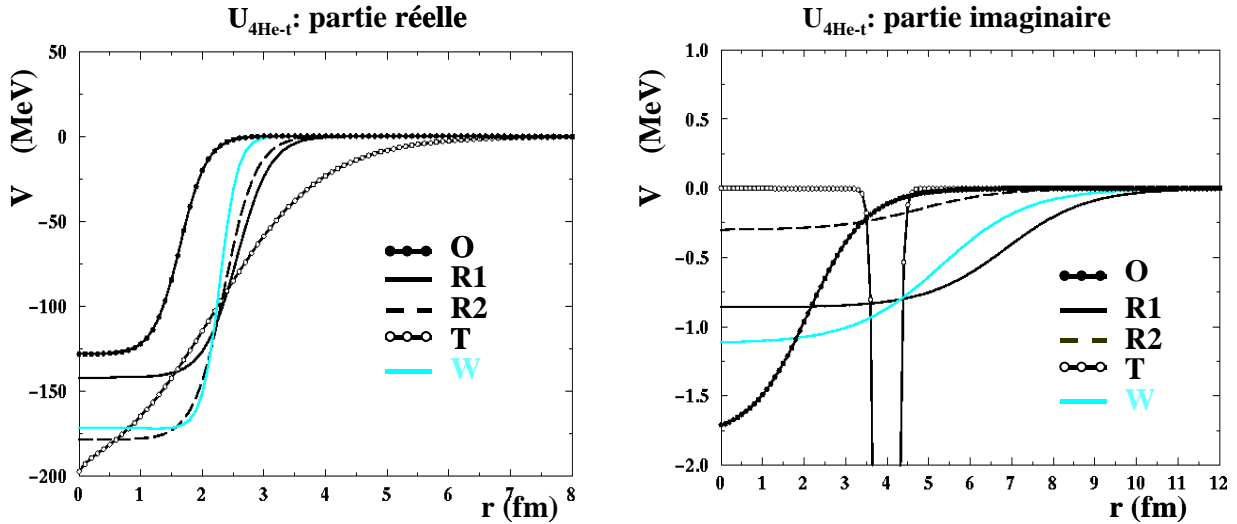 U4He-t: partie réelle
V (MeV)
50
0
−50
−100
−150
−200
0 1 2 3 4 5 6 7 8
r (fm)
O
R1
R2
T
W
U4He-t: partie imaginaire
V (MeV)
1.0
0.5
0.0
−0.5
−1.0
−1.5
−2.0
0 1 2 3 4 5 6 7 8 9 10 11 12
r (fm)
O
R1
R2
T
W